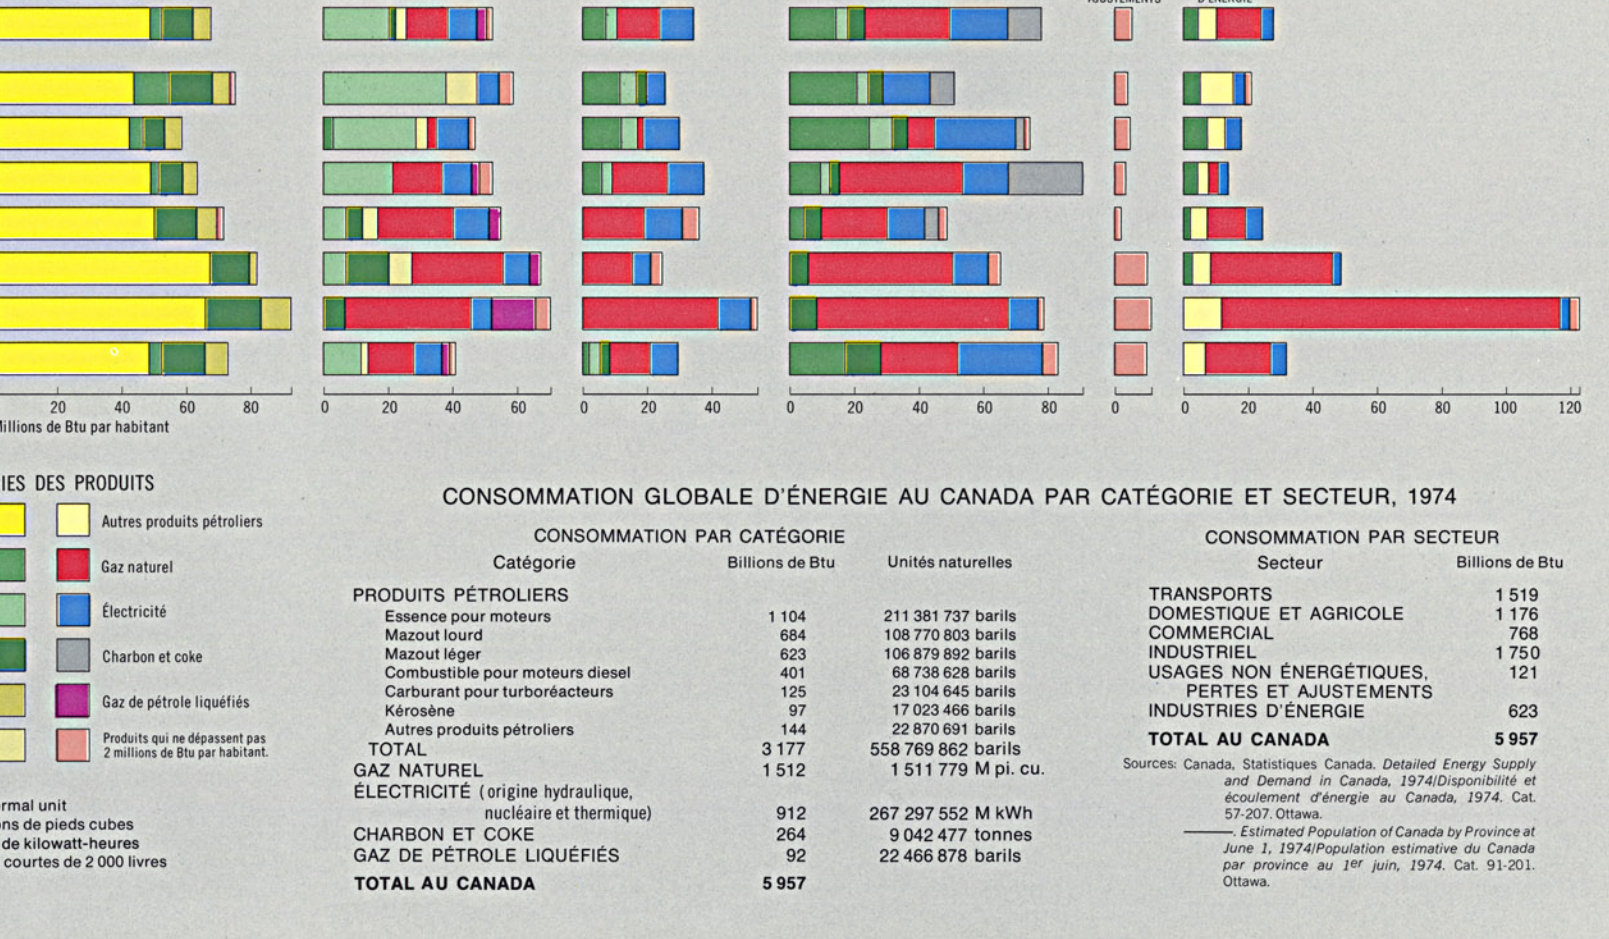 D'ÉNERGIE
20 40 60 80 0 20 40 60 0 20 40 0 20 40 60 80 0 0 20 40 60 80 100 120
Millions de Btu par habitant
DES PRODUITS
Autres produits pétroliers
Gaz naturel
Électricité
Charbon et coke
Gaz de pétrole liquéfiés
Produits qui ne dépassent pas
2 millions de Btu par habitant.
unit
de pieds cubes
de kilowatt-heures
courtes de 2 000 livres
CONSOMMATION GLOBALE D'ÉNERGIE AU CANADA PAR CATÉGORIE ET SECTEUR, 1974
CONSOMMATION PAR CATÉGORIE
Catégorie Billions de Btu Unités naturelles
PRODUITS PÉTROLIERS
Essence pour moteurs 1 104 211 381 737 barils
Mazout lourd 684 108 770 803 barils
Mazout léger 623 106 879 892 barils
Combustible pour moteurs diesel 401 68 738 628 barils
Carburant pour turboréacteurs 125 23 104 645 barils
Kérosène 97 17 023 466 barils
Autres produits pétroliers 144 22 870 691 barils
TOTAL 3 177 558 769 862 barils
GAZ NATUREL 1 512 1 511 779 M pi. cu.
ÉLECTRICITÉ (origine hydraulique,
nucléaire et thermique) 912 267 297 552 M kWh
CHARBON ET COKE 264 9 042 477 tonnes
GAZ DE PÉTROLE LIQUÉFIÉS 92 22 466 878 barils
TOTAL AU CANADA 5 957
CONSOMMATION PAR SECTEUR
Secteur Billions de Btu
TRANSPORTS 1 519
DOMESTIQUE ET AGRICOLE 1 176
COMMERCIAL 768
INDUSTRIEL 1 750
USAGES NON ÉNERGÉTIQUES, 121
PERTES ET AJUSTEMENTS
INDUSTRIES D'ÉNERGIE 623
TOTAL AU CANADA 5 957
Sources: Canada, Statistiques Canada. Detailed Energy Supply
and Demand in Canada, 1974/Disponibilité et
écoulement d'énergie au Canada, 1974. Cat.
57-207. Ottawa.
———. Estimated Population of Canada by Province at
June 1, 1974/Population estimative du Canada
par province au 1er juin, 1974. Cat. 91-201.
Ottawa.